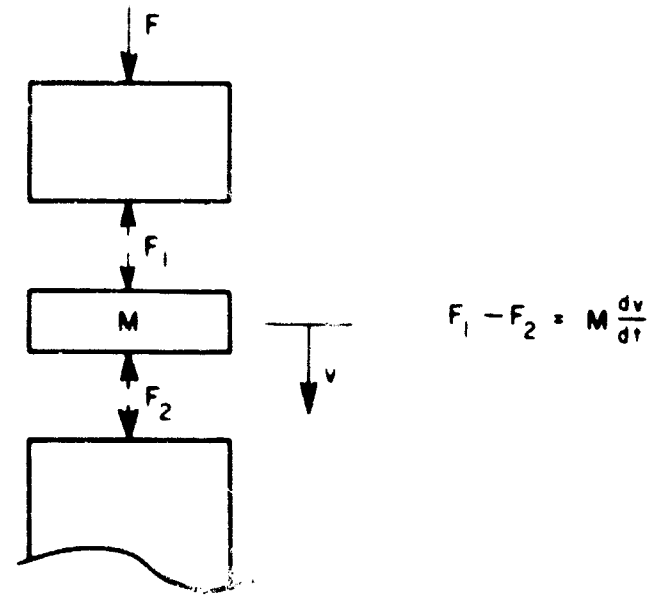 F
F₁
M
F₁ - F₂ = M dv/dt
v
F₂